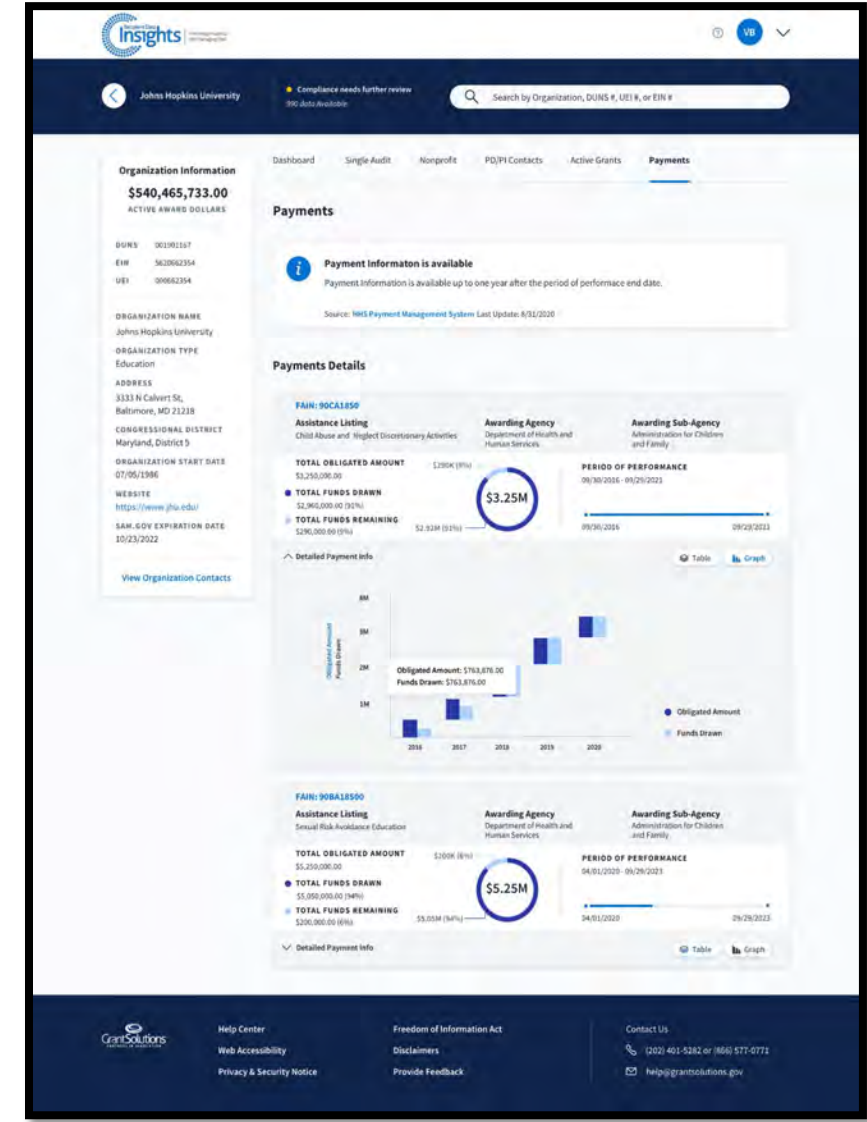 Recipient Data
Insights
VB
Johns Hopkins University
Compliance needs further review
990 data Available
Search by Organization, DUNS #, UEI #, or EIN #
Organization Information
$540,465,733.00
ACTIVE AWARD DOLLARS
DUNS 001901167
EIN 5620662354
UEI 000662354
ORGANIZATION NAME
Johns Hopkins University
ORGANIZATION TYPE
Education
ADDRESS
3333 N Calvert St,
Baltimore, MD 21218
CONGRESSIONAL DISTRICT
Maryland, District 5
ORGANIZATION START DATE
07/05/1986
WEBSITE
https://www.jhu.edu/
SAM.GOV EXPIRATION DATE
10/23/2022
View Organization Contacts
Dashboard Single Audit Nonprofit PD/PI Contacts Active Grants Payments
Payments
Payment Informaton is available
Payment Information is available up to one year after the period of performace end date.
Source: HHS Payment Management System Last Update: 8/31/2020
Payments Details
FAIN: 90CA1850
Assistance Listing Awarding Agency Awarding Sub-Agency
Child Abuse and Neglect Discretionary Activities Department of Health and Administration for Children
Human Services and Family
TOTAL OBLIGATED AMOUNT
$3,250,000.00
TOTAL FUNDS DRAWN
$2,960,000.00 (91%)
TOTAL FUNDS REMAINING
$290,000.00 (9%)
$290K (9%)
$3.25M
$2.92M (91%)
PERIOD OF PERFORMANCE
09/30/2016 - 09/29/2021
09/30/2016 09/29/2021
Detailed Payment Info
Table Graph
Obligated Amount
Funds Drawn
3M
2M
1M
Obligated Amount: $763,876.00
Funds Drawn: $763,876.00
2016 2017 2018 2019 2020
Obligated Amount
Funds Drawn
FAIN: 90BA18500
Assistance Listing Awarding Agency Awarding Sub-Agency
Sexual Risk Avoidance Education Department of Health and Administration for Children
Human Services and Family
TOTAL OBLIGATED AMOUNT
$5,250,000.00
TOTAL FUNDS DRAWN
$5,050,000.00 (94%)
TOTAL FUNDS REMAINING
$200,000.00 (6%)
$200K (6%)
$5.25M
$5.05M (94%)
PERIOD OF PERFORMANCE
04/01/2020 - 09/29/2023
04/01/2020 09/29/2023
Detailed Payment Info
Table Graph
GrantSolutions
Help Center
Web Accessibility
Privacy & Security Notice
Freedom of Information Act
Disclaimers
Provide Feedback
Contact Us
(202) 401-5282 or (866) 577-0771
help@grantsolutions.gov